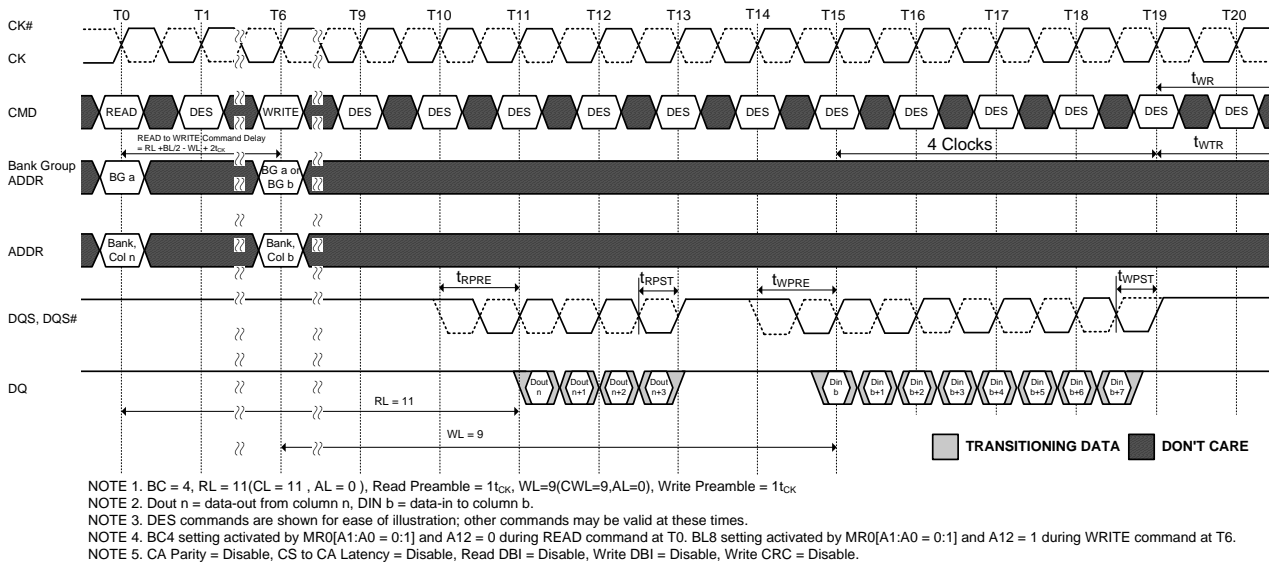 T0 T1 T6 T9 T10 T11 T12 T13 T14 T15 T16 T17 T18 T19 T20
CK#
CK
tWR
CMD READ DES WRITE DES DES DES DES DES DES DES DES DES DES DES DES
READ to WRITE Command Delay
= RL +BL/2 - WL + 2tCK
4 Clocks
tWTR
Bank Group
ADDR
BG a
BG a or
BG b
ADDR
Bank,
Col n
Bank,
Col b
tRPRE tRPST tWPRE tWPST
DQS, DQS#
DQ
Dout
n
Dout
n+1
Dout
n+2
Dout
n+3
Din
b
Din
b+1
Din
b+2
Din
b+3
Din
b+4
Din
b+5
Din
b+6
Din
b+7
RL = 11
WL = 9
TRANSITIONING DATA DON'T CARE
NOTE 1. BC = 4, RL = 11(CL = 11 , AL = 0 ), Read Preamble = 1tCK, WL=9(CWL=9,AL=0), Write Preamble = 1tCK
NOTE 2. Dout n = data-out from column n, DIN b = data-in to column b.
NOTE 3. DES commands are shown for ease of illustration; other commands may be valid at these times.
NOTE 4. BC4 setting activated by MR0[A1:A0 = 0:1] and A12 = 0 during READ command at T0. BL8 setting activated by MR0[A1:A0 = 0:1] and A12 = 1 during WRITE command at T6.
NOTE 5. CA Parity = Disable, CS to CA Latency = Disable, Read DBI = Disable, Write DBI = Disable, Write CRC = Disable.